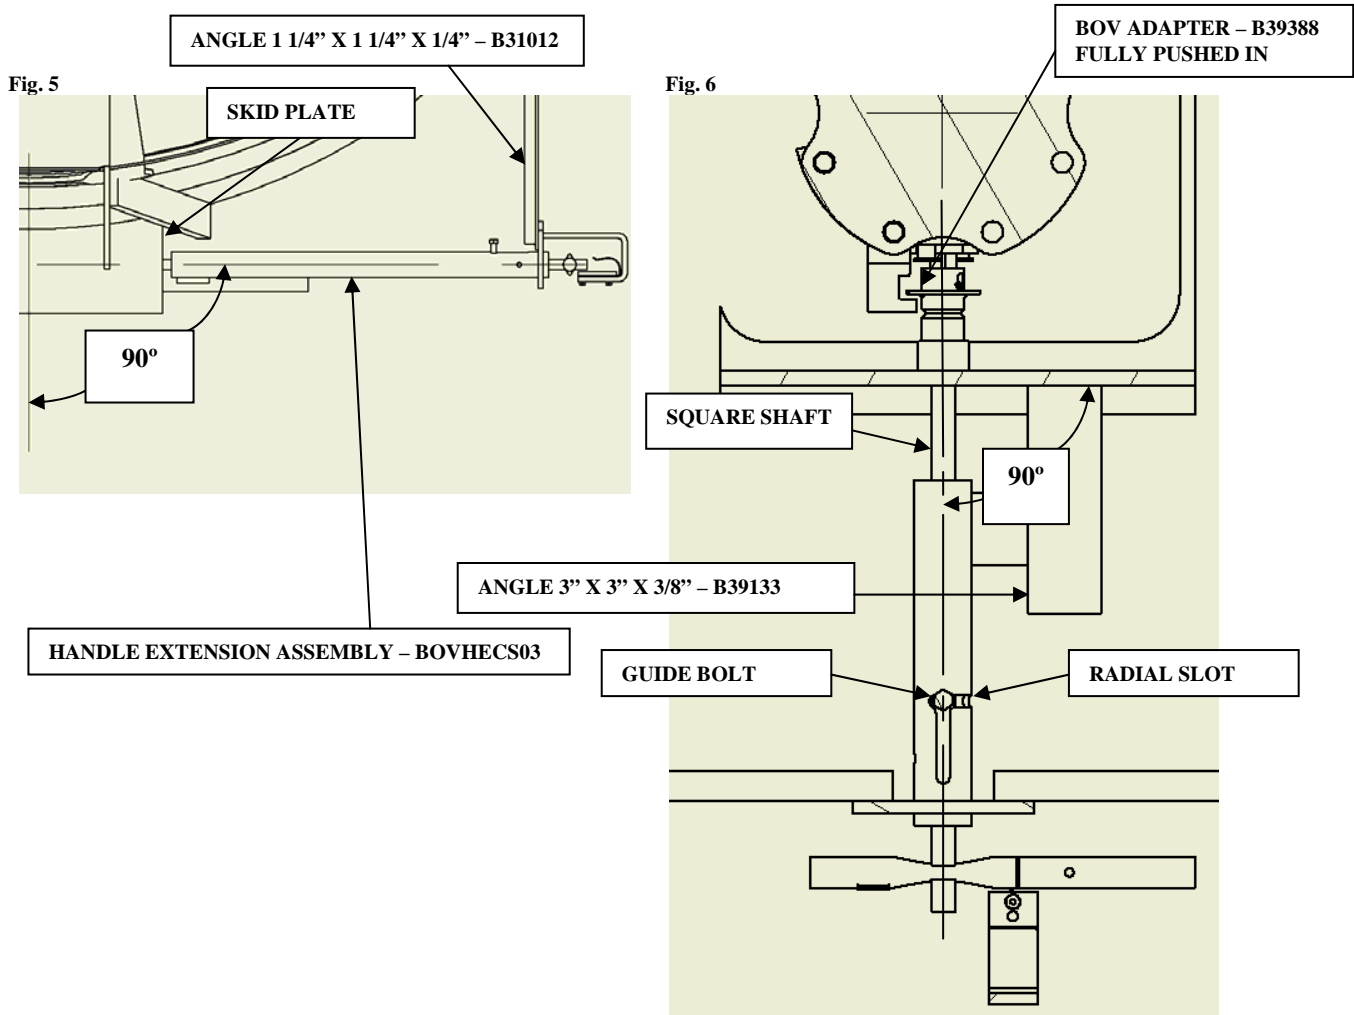 ANGLE 1 1/4” X 1 1/4” X 1/4” – B31012
Fig. 5
SKID PLATE
90º
HANDLE EXTENSION ASSEMBLY – BOVHECS03
BOV ADAPTER – B39388
FULLY PUSHED IN
Fig. 6
SQUARE SHAFT
90º
ANGLE 3” X 3” X 3/8” – B39133
GUIDE BOLT
RADIAL SLOT